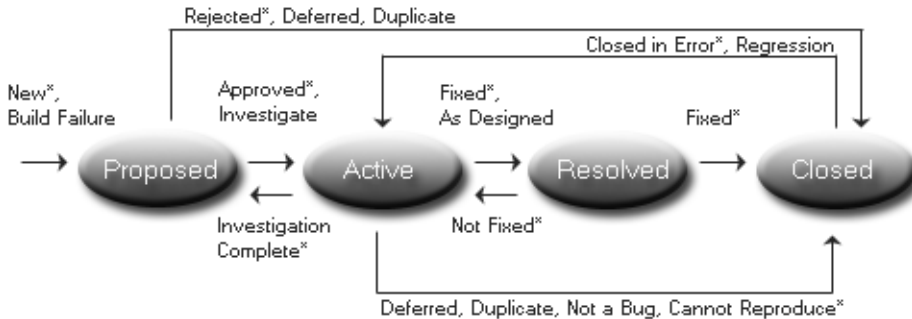 Rejected*, Deferred, Duplicate
Closed in Error*, Regression
New*,
Build Failure
Approved*,
Investigate
Fixed*,
As Designed
Fixed*
Proposed
Active
Resolved
Closed
Investigation
Complete*
Not Fixed*
Deferred, Duplicate, Not a Bug, Cannot Reproduce*